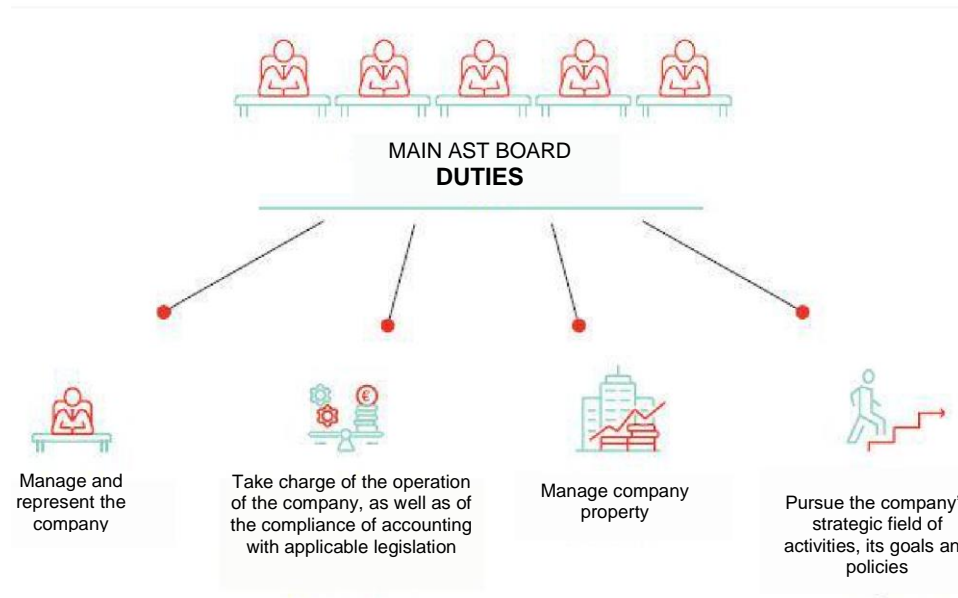 MAIN AST BOARD
DUTIES
Manage and
represent the
company
Take charge of the operation
of the company, as well as of
the compliance of accounting
with applicable legislation
Manage company
property
Pursue the company'
strategic field of
activities, its goals an
policies
€